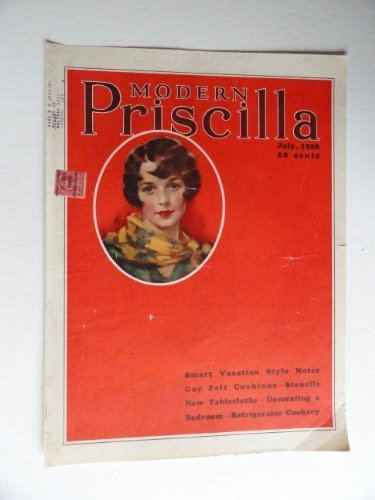 MODERN
Priscilla
July, 1928
20 cents
Smart Vacation Style Notes
Gay Felt Cushions—Stencils
New Tablecloths—Decorating a
Bedroom—Refrigerator Cookery